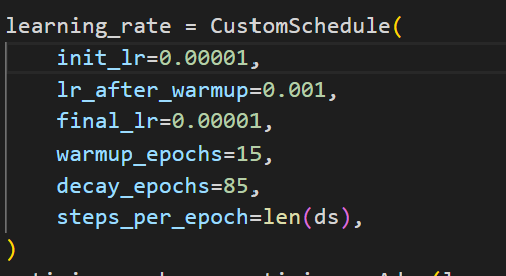 learning_rate = CustomSchedule(
    init_lr=0.00001,
    lr_after_warmup=0.001,
    final_lr=0.00001,
    warmup_epochs=15,
    decay_epochs=85,
    steps_per_epoch=len(ds),
)